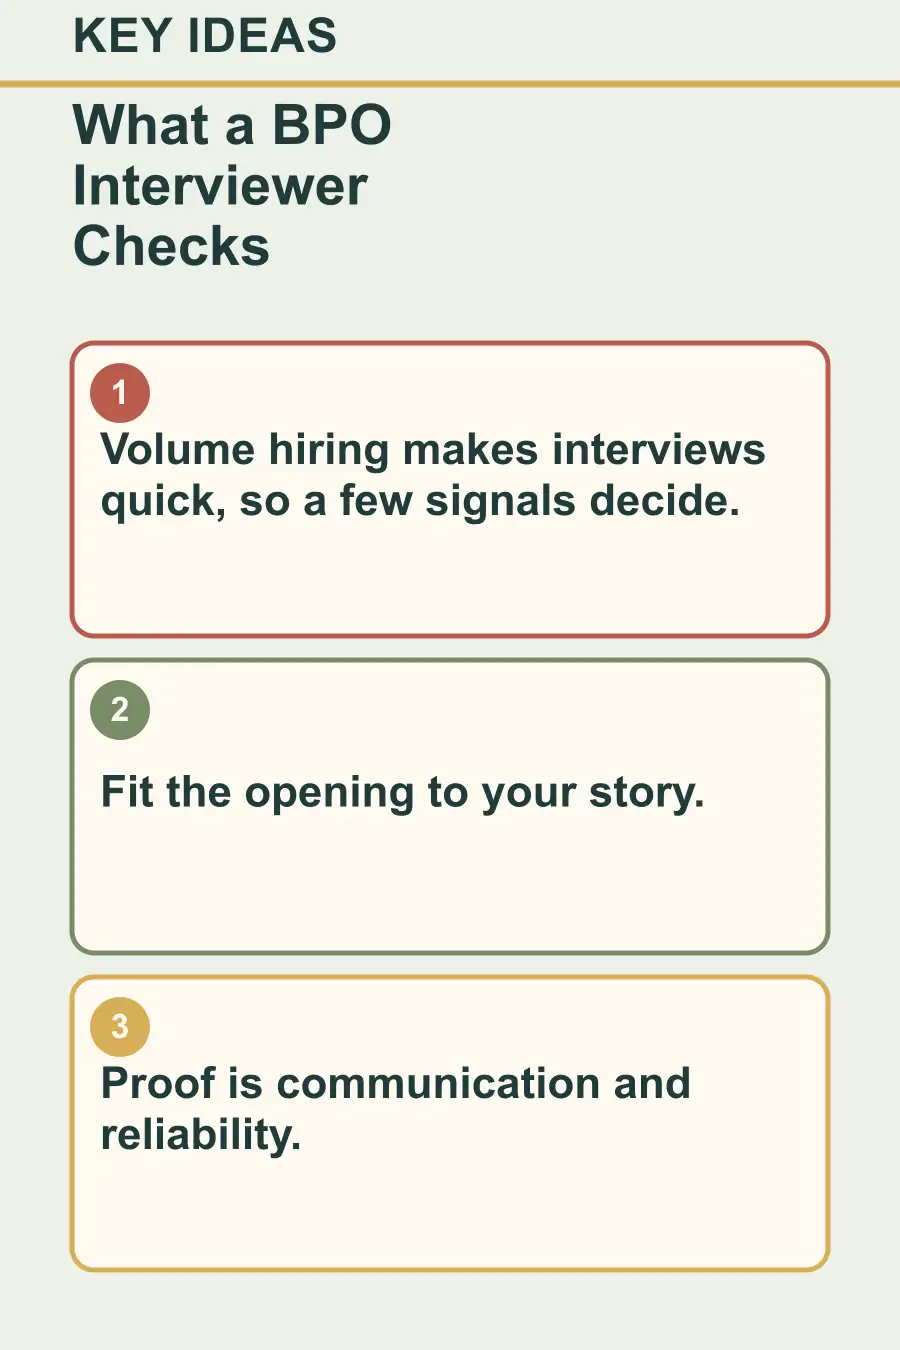 KEY IDEAS
What a BPO
Interviewer
Checks
1
Volume hiring makes interviews
quick, so a few signals decide.
2
Fit the opening to your story.
3
Proof is communication and
reliability.